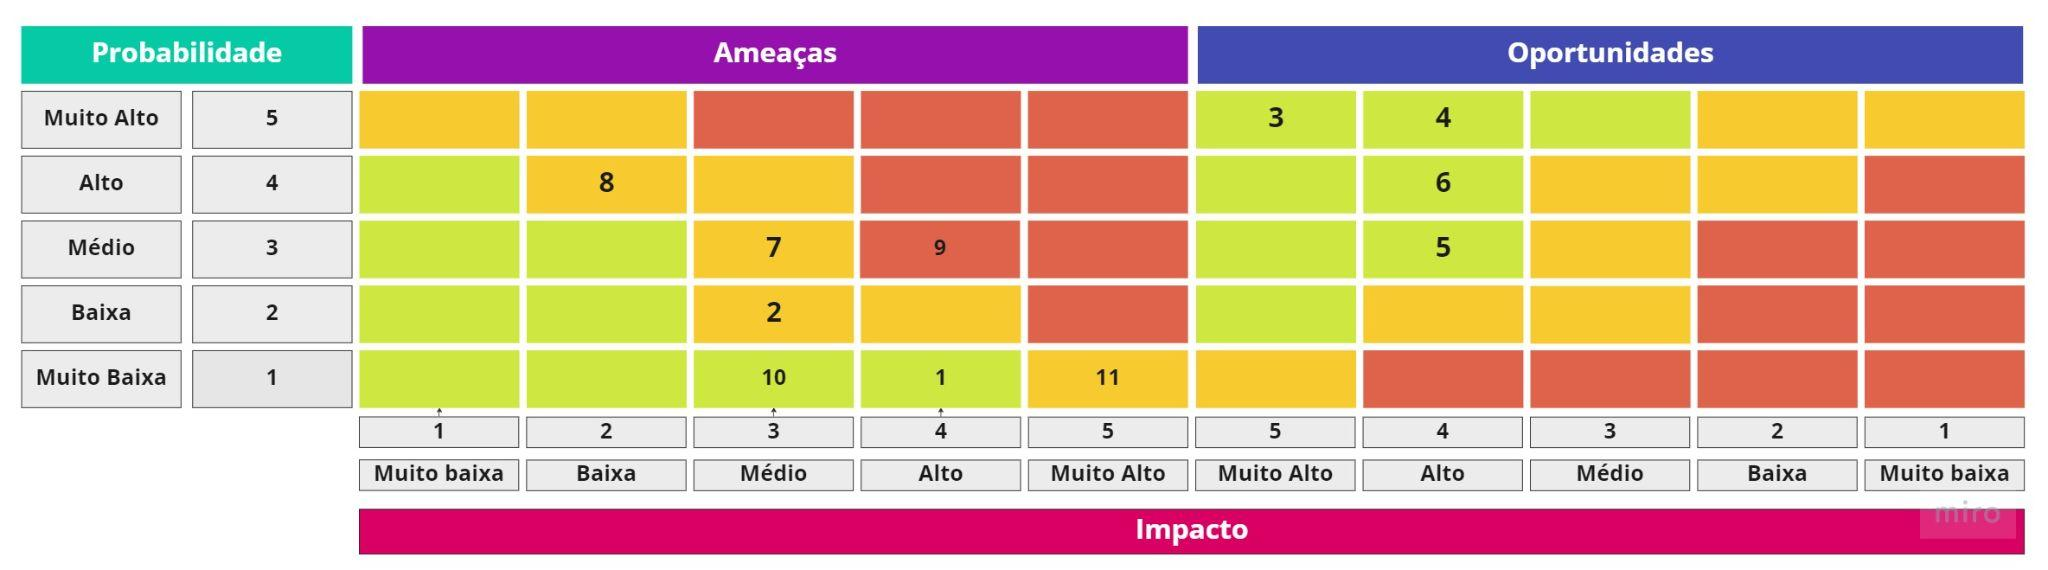 Probabilidade Ameaças Oportunidades
Muito Alto 5 3 4
Alto 4 8 6
Médio 3 7 9 5
Baixa 2 2
Muito Baixa 1 10 1 11
1 2 3 4 5 5 4 3 2 1
Muito baixa Baixa Médio Alto Muito Alto Muito Alto Alto Médio Baixa Muito baixa
miro
Impacto